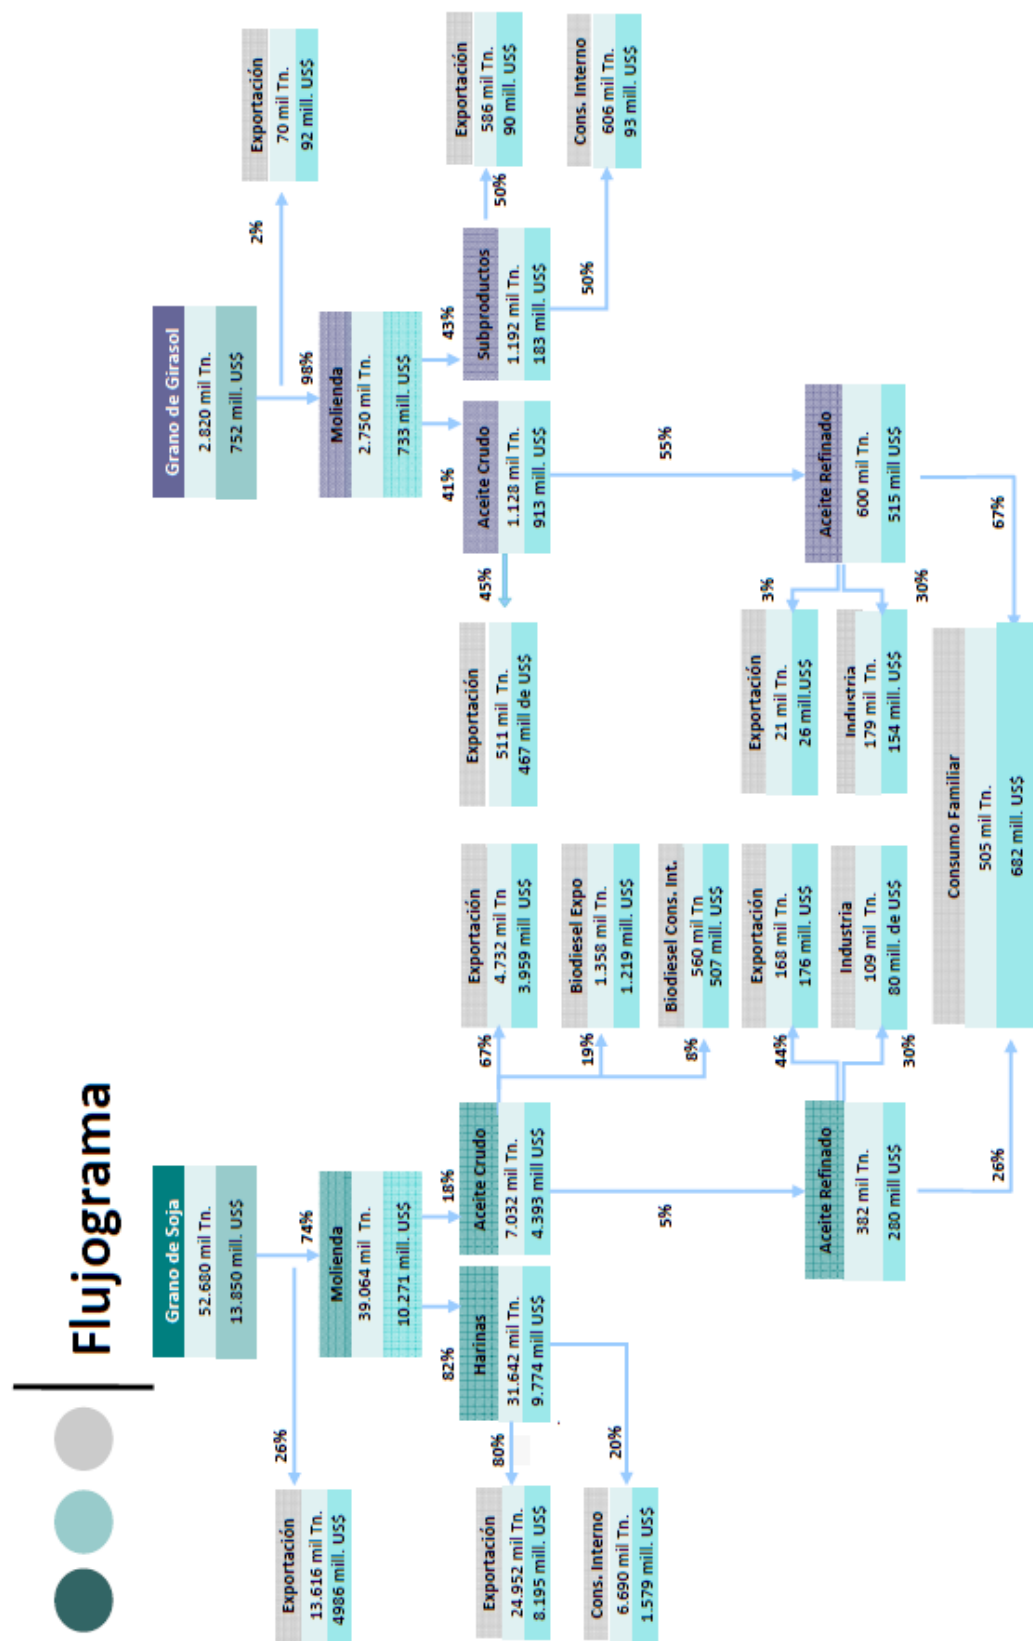 Flujograma
Grano de Soja
52.680 mil Tn.
13.850 mill. US$
26%
74%
Exportación
13.616 mil Tn.
4986 mill. US$
Molienda
39.064 mil Tn.
10.271 mill. US$
82%
18%
Harinas
31.642 mil Tn.
9.774 mill US$
Aceite Crudo
7.032 mil Tn.
4.393 mill US$
80%
Exportación
24.952 mil Tn.
8.195 mill. US$
20%
Cons. Interno
6.690 mil Tn.
1.579 mill. US$
67%
Exportación
4.732 mil Tn
3.959 mill US$
19%
Biodiesel Expo
1.358 mil Tn.
1.219 mill. US$
8%
Biodiesel Cons. Int.
560 mil Tn
507 mill. US$
5%
Aceite Refinado
382 mil Tn.
280 mill US$
44%
Exportación
168 mil Tn.
176 mill. US$
30%
Industria
109 mil Tn.
80 mill. de US$
26%
Grano de Girasol
2.820 mil Tn.
752 mill. US$
2%
98%
Exportación
70 mil Tn.
92 mill. US$
Molienda
2.750 mil Tn.
733 mill. US$
41%
43%
Aceite Crudo
1.128 mil Tn.
913 mill. US$
Subproductos
1.192 mil Tn.
183 mill. US$
45%
Exportación
511 mil Tn.
467 mill de US$
50%
Exportación
586 mil Tn.
90 mill. US$
50%
Cons. Interno
606 mil Tn.
93 mill. US$
55%
Aceite Refinado
600 mil Tn.
515 mill US$
3%
Exportación
21 mil Tn.
26 mill.US$
30%
Industria
179 mil Tn.
154 mill. US$
67%
Consumo Familiar
505 mil Tn.
682 mill. US$